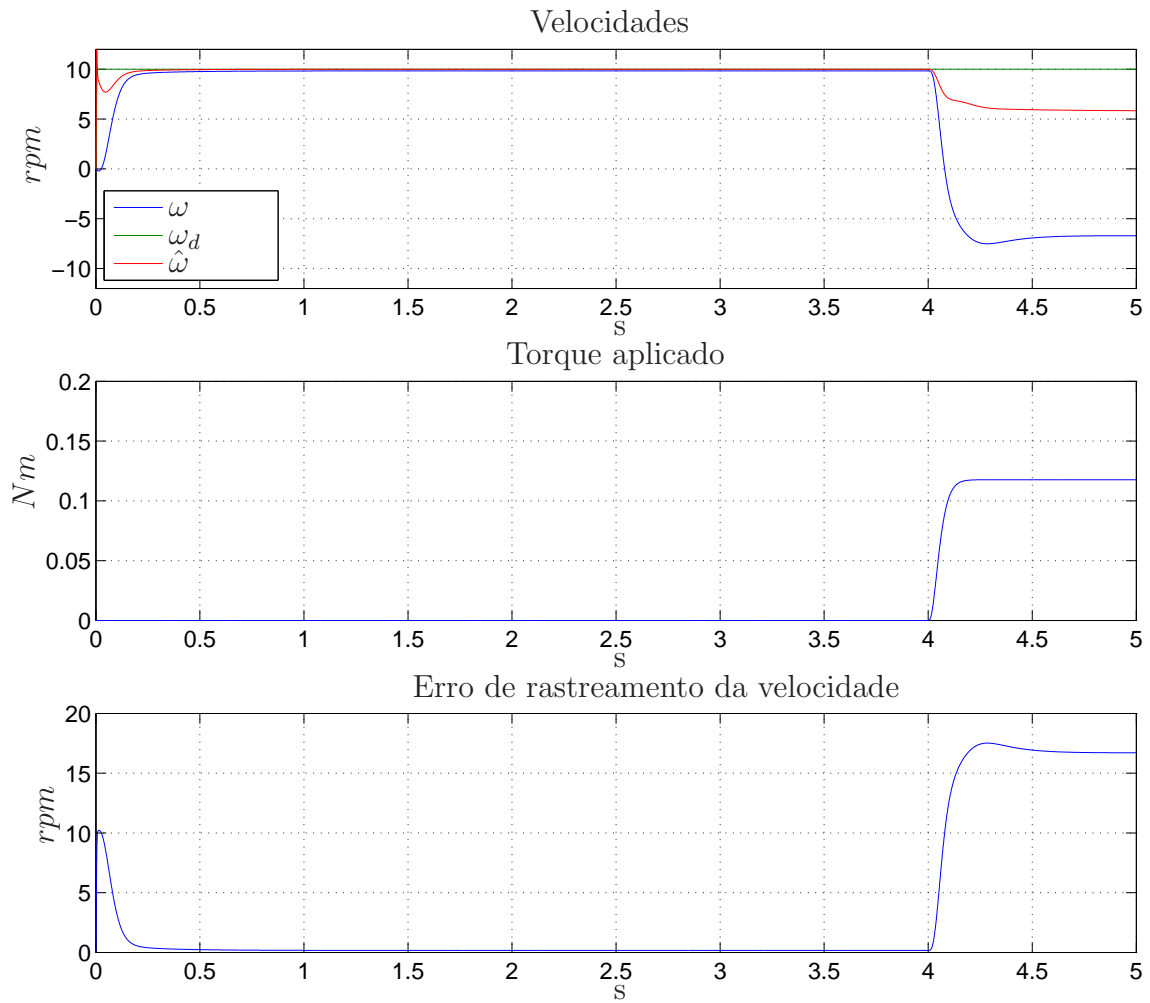 Velocidades
rpm
10
5
0
−5
−10
ω
ω_d
ω̂
0 0.5 1 1.5 2 2.5 3 3.5 4 4.5 5
s
Torque aplicado
Nm
0.2
0.15
0.1
0.05
0
0 0.5 1 1.5 2 2.5 3 3.5 4 4.5 5
s
Erro de rastreamento da velocidade
rpm
20
15
10
5
0
0 0.5 1 1.5 2 2.5 3 3.5 4 4.5 5
s